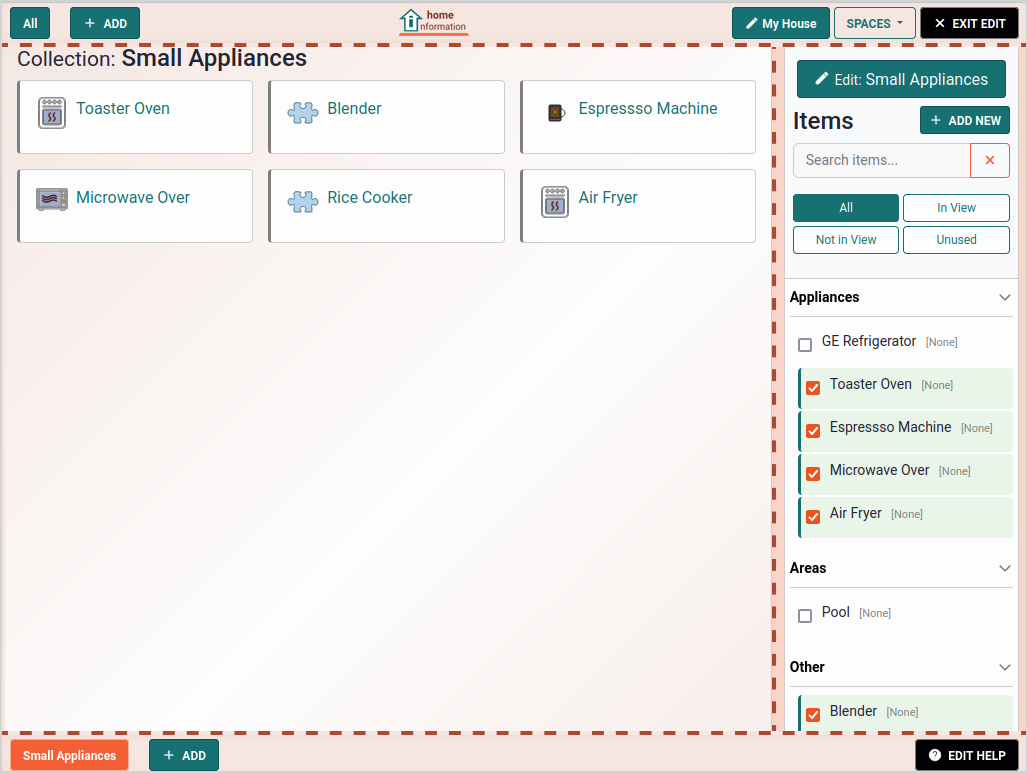 All
+ ADD
home
information
My House
SPACES
× EXIT EDIT
Collection: Small Appliances
Toaster Oven
Blender
Espressso Machine
Microwave Over
Rice Cooker
Air Fryer
Edit: Small Appliances
Items
+ ADD NEW
Search items...
All
In View
Not in View
Unused
Appliances
GE Refrigerator [None]
Toaster Oven [None]
Espressso Machine [None]
Microwave Over [None]
Air Fryer [None]
Areas
Pool [None]
Other
Blender [None]
Small Appliances
+ ADD
? EDIT HELP